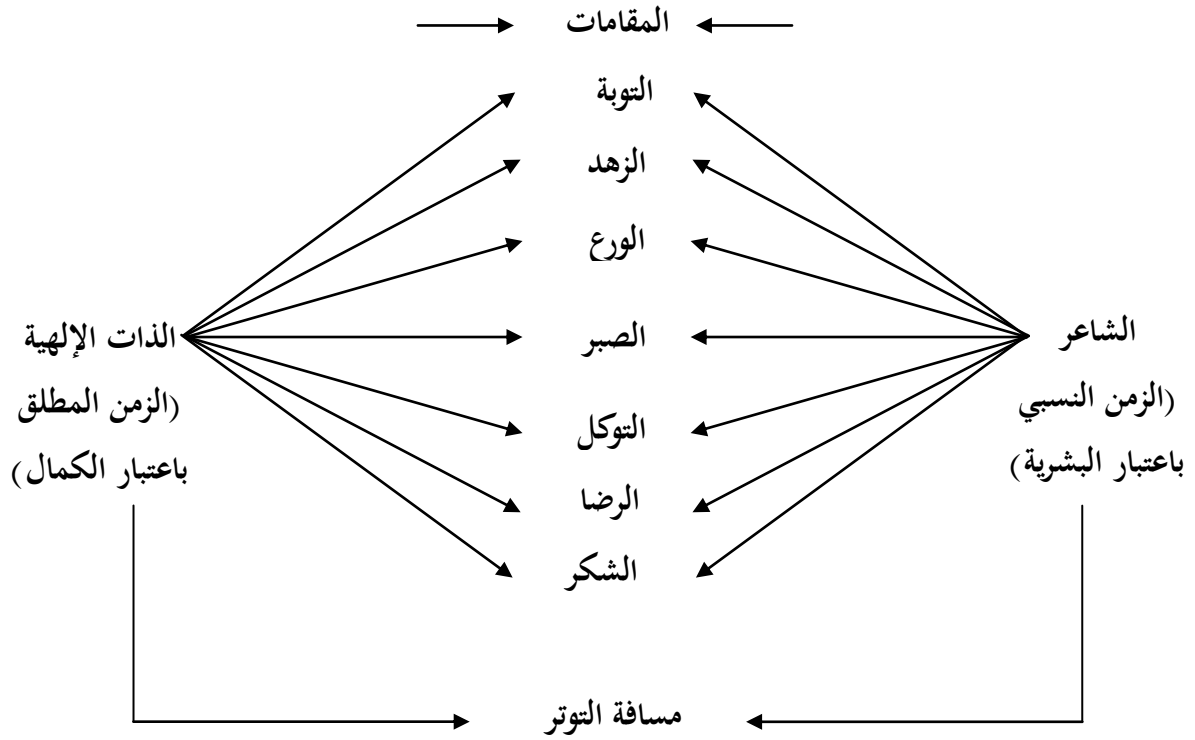 المقامات
التوبة
الزهد
الورع
الصبر
التوكل
الرضا
الشكر
الشاعر
(الزمن النسبي
باعتبار البشرية)
الذات الإلهية
(الزمن المطلق
باعتبار الكمال)
مسافة التوتر